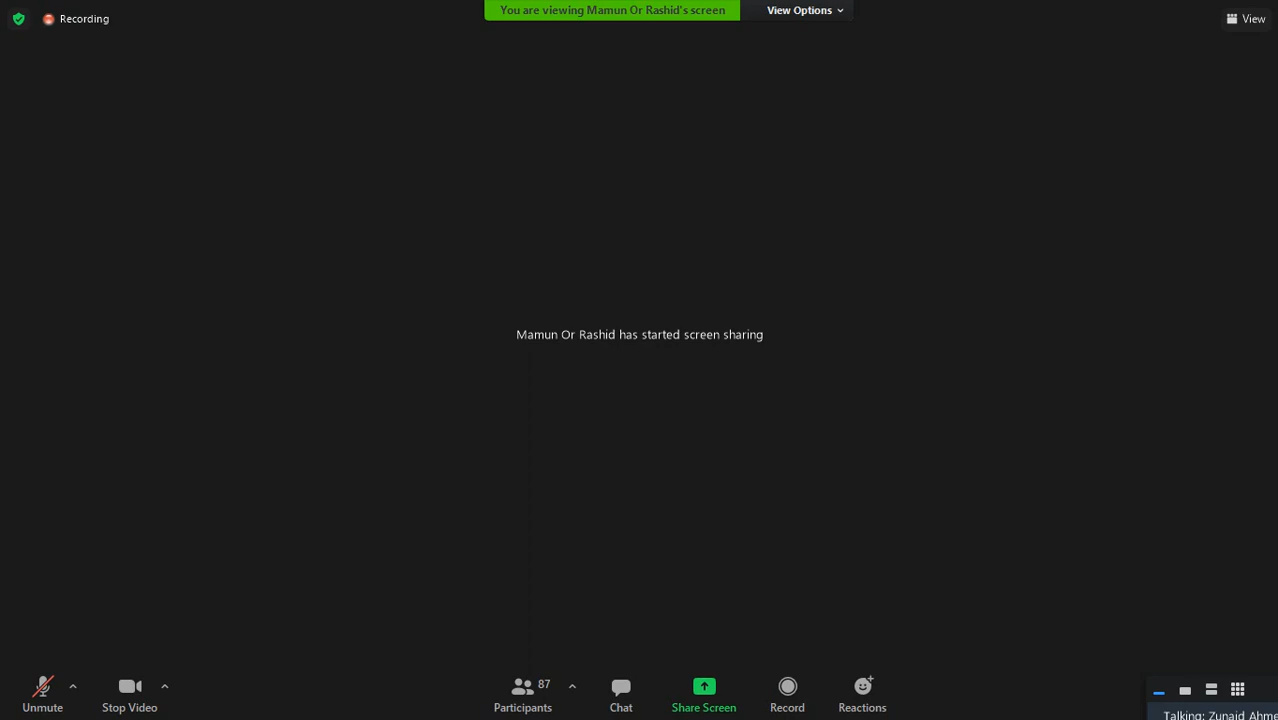 Recording
You are viewing Mamun Or Rashid's screen
View Options
View
Mamun Or Rashid has started screen sharing
Unmute
Stop Video
87
Participants
Chat
Share Screen
Record
Reactions
Talking: Zunaid Ahme